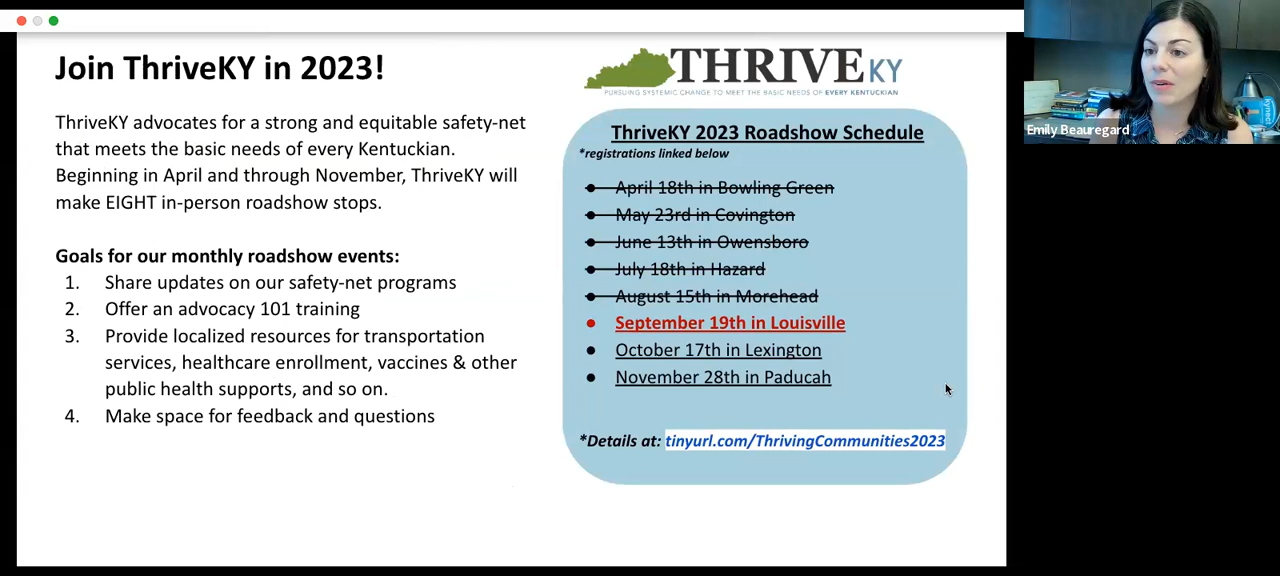 Join ThriveKY in 2023!
ThriveKY advocates for a strong and equitable safety-net
that meets the basic needs of every Kentuckian.
Beginning in April and through November, ThriveKY will
make EIGHT in-person roadshow stops.
Goals for our monthly roadshow events:
1. Share updates on our safety-net programs
2. Offer an advocacy 101 training
3. Provide localized resources for transportation
services, healthcare enrollment, vaccines & other
public health supports, and so on.
4. Make space for feedback and questions
THRIVE KY
PURSUING SYSTEMIC CHANGE TO MEET THE BASIC NEEDS OF EVERY KENTUCKIAN
ThriveKY 2023 Roadshow Schedule
*registrations linked below
● April 18th in Bowling Green
● May 23rd in Covington
● June 13th in Owensboro
● July 18th in Hazard
● August 15th in Morehead
● September 19th in Louisville
● October 17th in Lexington
● November 28th in Paducah
*Details at: tinyurl.com/ThrivingCommunities2023
Emily Beauregard
kynect